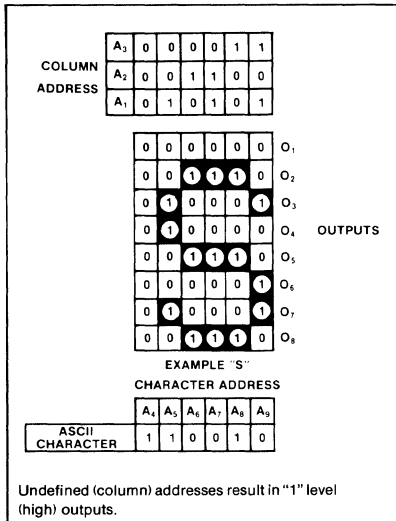 A3 0 0 0 0 1 1
COLUMN
A2 0 0 1 1 0 0
ADDRESS
A1 0 1 0 1 0 1
0 0 0 0 0 0 O1
0 0 1 1 1 0 O2
0 1 0 0 0 1 O3
0 1 0 0 0 0 O4 OUTPUTS
0 0 1 1 1 0 O5
0 0 0 0 0 1 O6
0 1 0 0 0 1 O7
0 0 1 1 1 0 O8
EXAMPLE "S"
CHARACTER ADDRESS
A4 A5 A6 A7 A8 A9
ASCII
CHARACTER 1 1 0 0 1 0
Undefined (column) addresses result in "1" level
(high) outputs.